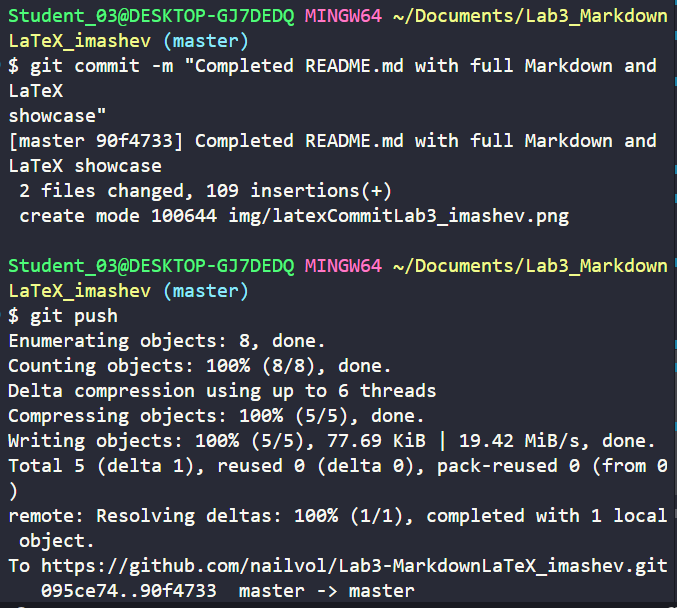 Student_03@DESKTOP-GJ7DEDQ MINGW64 ~/Documents/Lab3_Markdown
LaTeX_imashev (master)
$ git commit -m "Completed README.md with full Markdown and
LaTeX
showcase"
[master 90f4733] Completed README.md with full Markdown and
LaTeX showcase
 2 files changed, 109 insertions(+)
 create mode 100644 img/latexCommitLab3_imashev.png
Student_03@DESKTOP-GJ7DEDQ MINGW64 ~/Documents/Lab3_Markdown
LaTeX_imashev (master)
$ git push
Enumerating objects: 8, done.
Counting objects: 100% (8/8), done.
Delta compression using up to 6 threads
Compressing objects: 100% (5/5), done.
Writing objects: 100% (5/5), 77.69 KiB | 19.42 MiB/s, done.
Total 5 (delta 1), reused 0 (delta 0), pack-reused 0 (from 0
)
remote: Resolving deltas: 100% (1/1), completed with 1 local
 object.
To https://github.com/nailvol/Lab3-MarkdownLaTeX_imashev.git
   095ce74..90f4733  master -> master